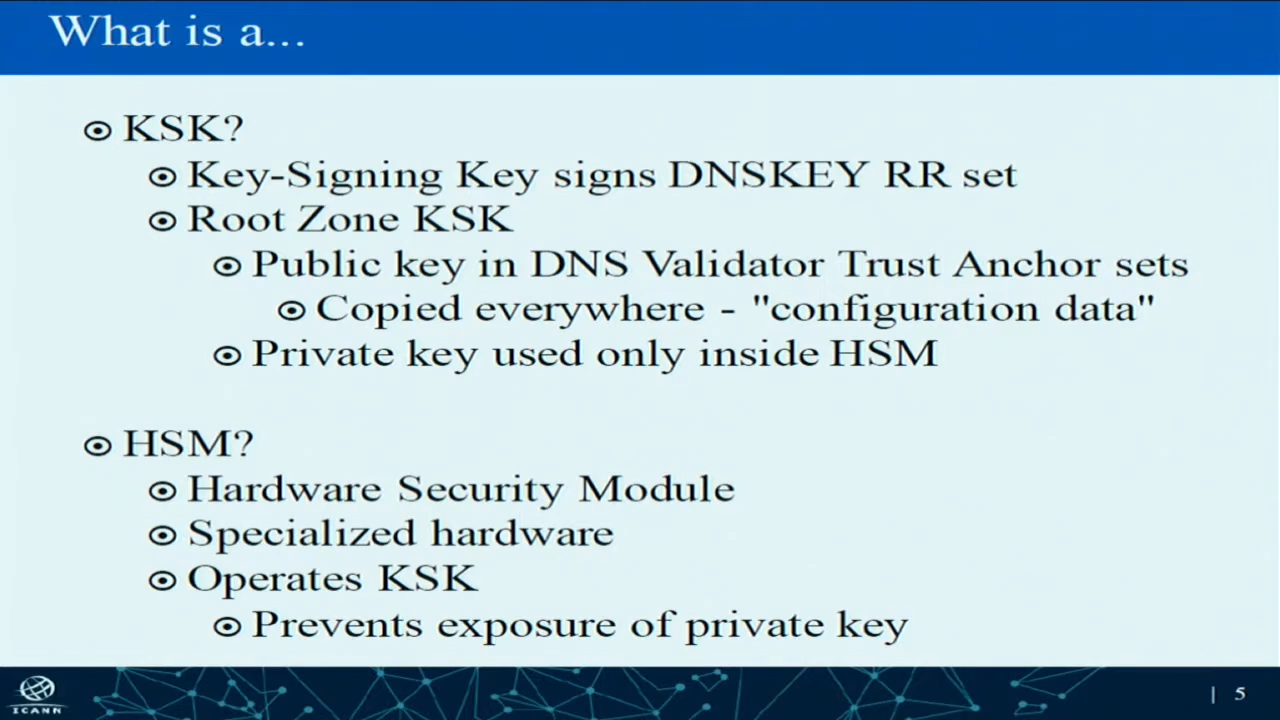 What is a...
KSK?
Key-Signing Key signs DNSKEY RR set
Root Zone KSK
Public key in DNS Validator Trust Anchor sets
Copied everywhere - "configuration data"
Private key used only inside HSM
HSM?
Hardware Security Module
Specialized hardware
Operates KSK
Prevents exposure of private key
ICANN
| 5